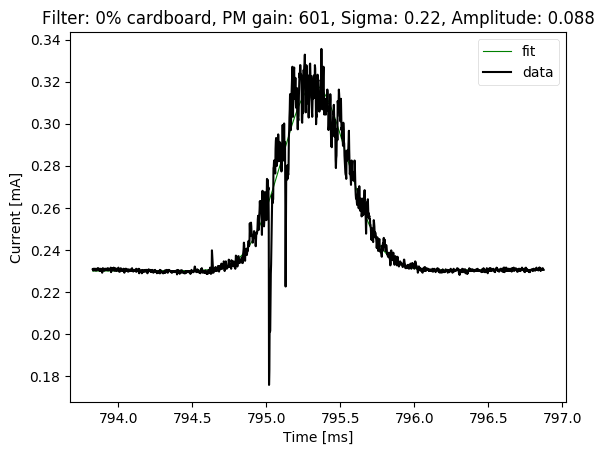 Filter: 0% cardboard, PM gain: 601, Sigma: 0.22, Amplitude: 0.088
fit
data
0.34
0.32
0.30
0.28
0.26
0.24
0.22
0.20
0.18
Current [mA]
794.0 794.5 795.0 795.5 796.0 796.5 797.0
Time [ms]